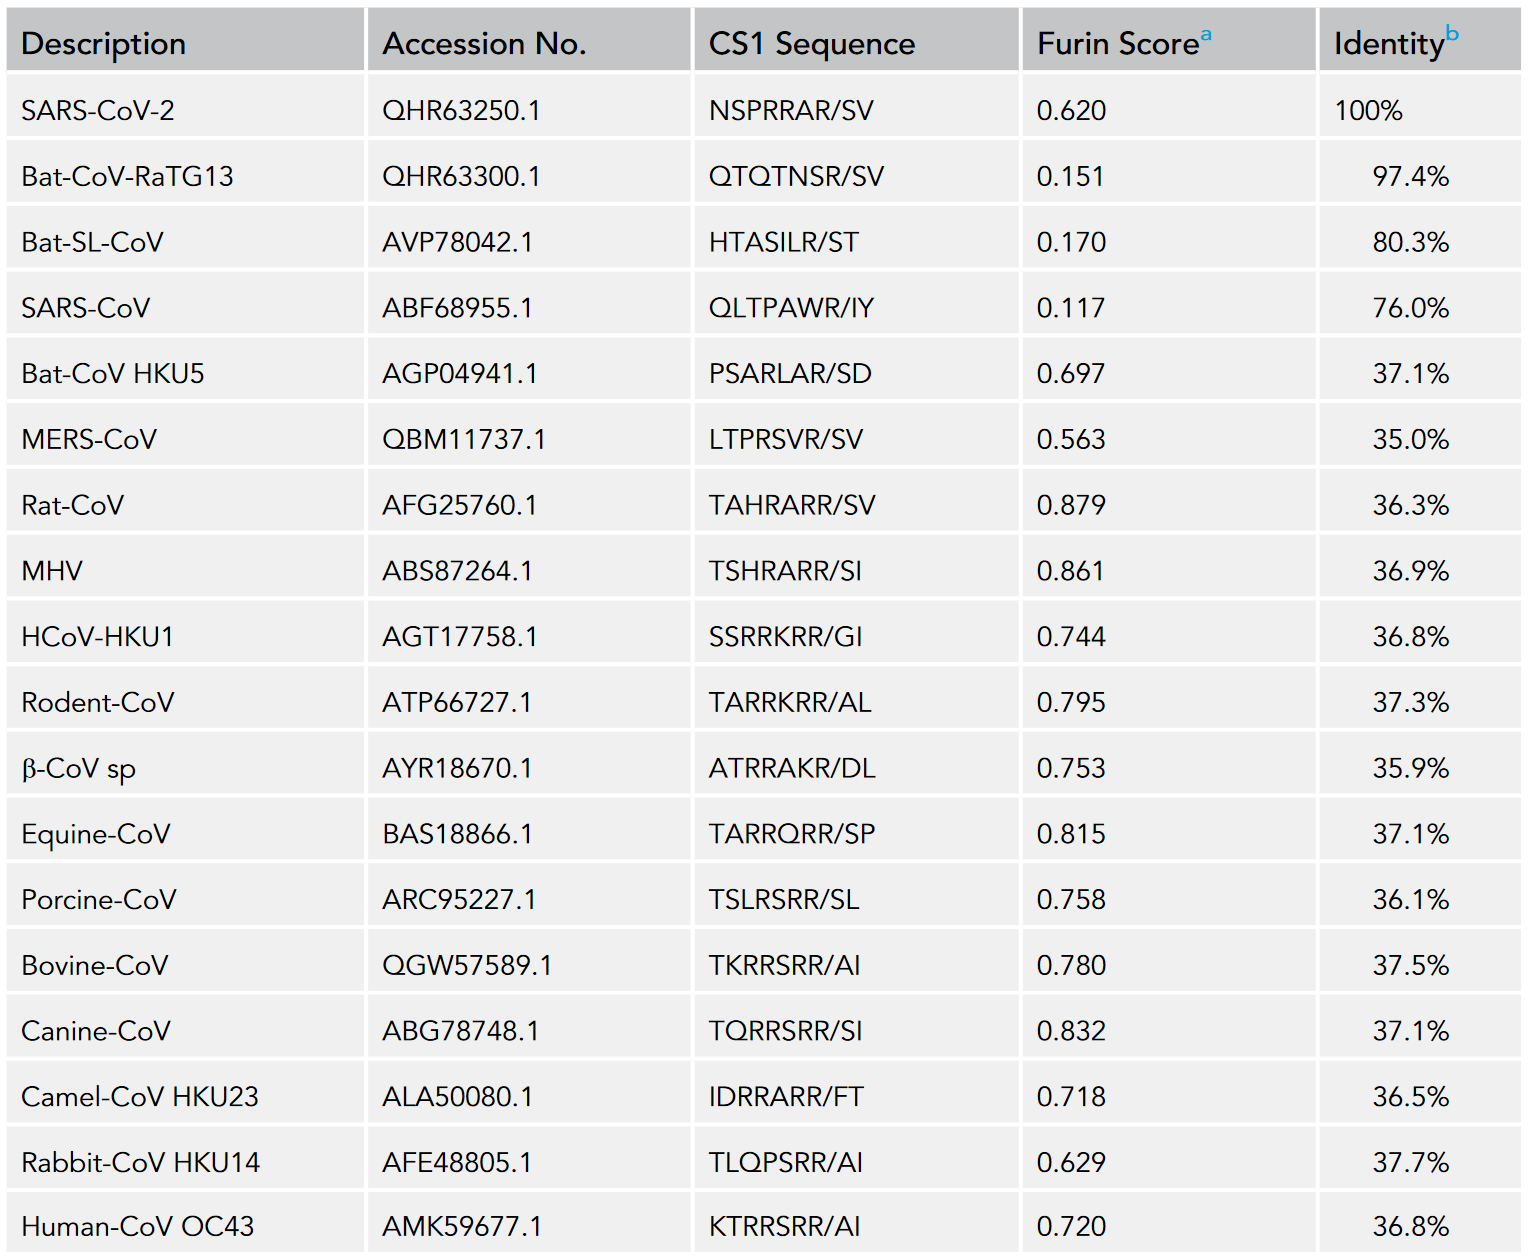 Description Accession No. CS1 Sequence Furin Scoreᵃ Identityᵇ
SARS-CoV-2 QHR63250.1 NSPRRAR/SV 0.620 100%
Bat-CoV-RaTG13 QHR63300.1 QTQTNSR/SV 0.151 97.4%
Bat-SL-CoV AVP78042.1 HTASILR/ST 0.170 80.3%
SARS-CoV ABF68955.1 QLTPAWR/IY 0.117 76.0%
Bat-CoV HKU5 AGP04941.1 PSARLAR/SD 0.697 37.1%
MERS-CoV QBM11737.1 LTPRSVR/SV 0.563 35.0%
Rat-CoV AFG25760.1 TAHRARR/SV 0.879 36.3%
MHV ABS87264.1 TSHRARR/SI 0.861 36.9%
HCoV-HKU1 AGT17758.1 SSRRKRR/GI 0.744 36.8%
Rodent-CoV ATP66727.1 TARRKRR/AL 0.795 37.3%
β-CoV sp AYR18670.1 ATRRAKR/DL 0.753 35.9%
Equine-CoV BAS18866.1 TARRQRR/SP 0.815 37.1%
Porcine-CoV ARC95227.1 TSLRSRR/SL 0.758 36.1%
Bovine-CoV QGW57589.1 TKRRSRR/AI 0.780 37.5%
Canine-CoV ABG78748.1 TQRRSRR/SI 0.832 37.1%
Camel-CoV HKU23 ALA50080.1 IDRRARR/FT 0.718 36.5%
Rabbit-CoV HKU14 AFE48805.1 TLQPSRR/AI 0.629 37.7%
Human-CoV OC43 AMK59677.1 KTRRSRR/AI 0.720 36.8%